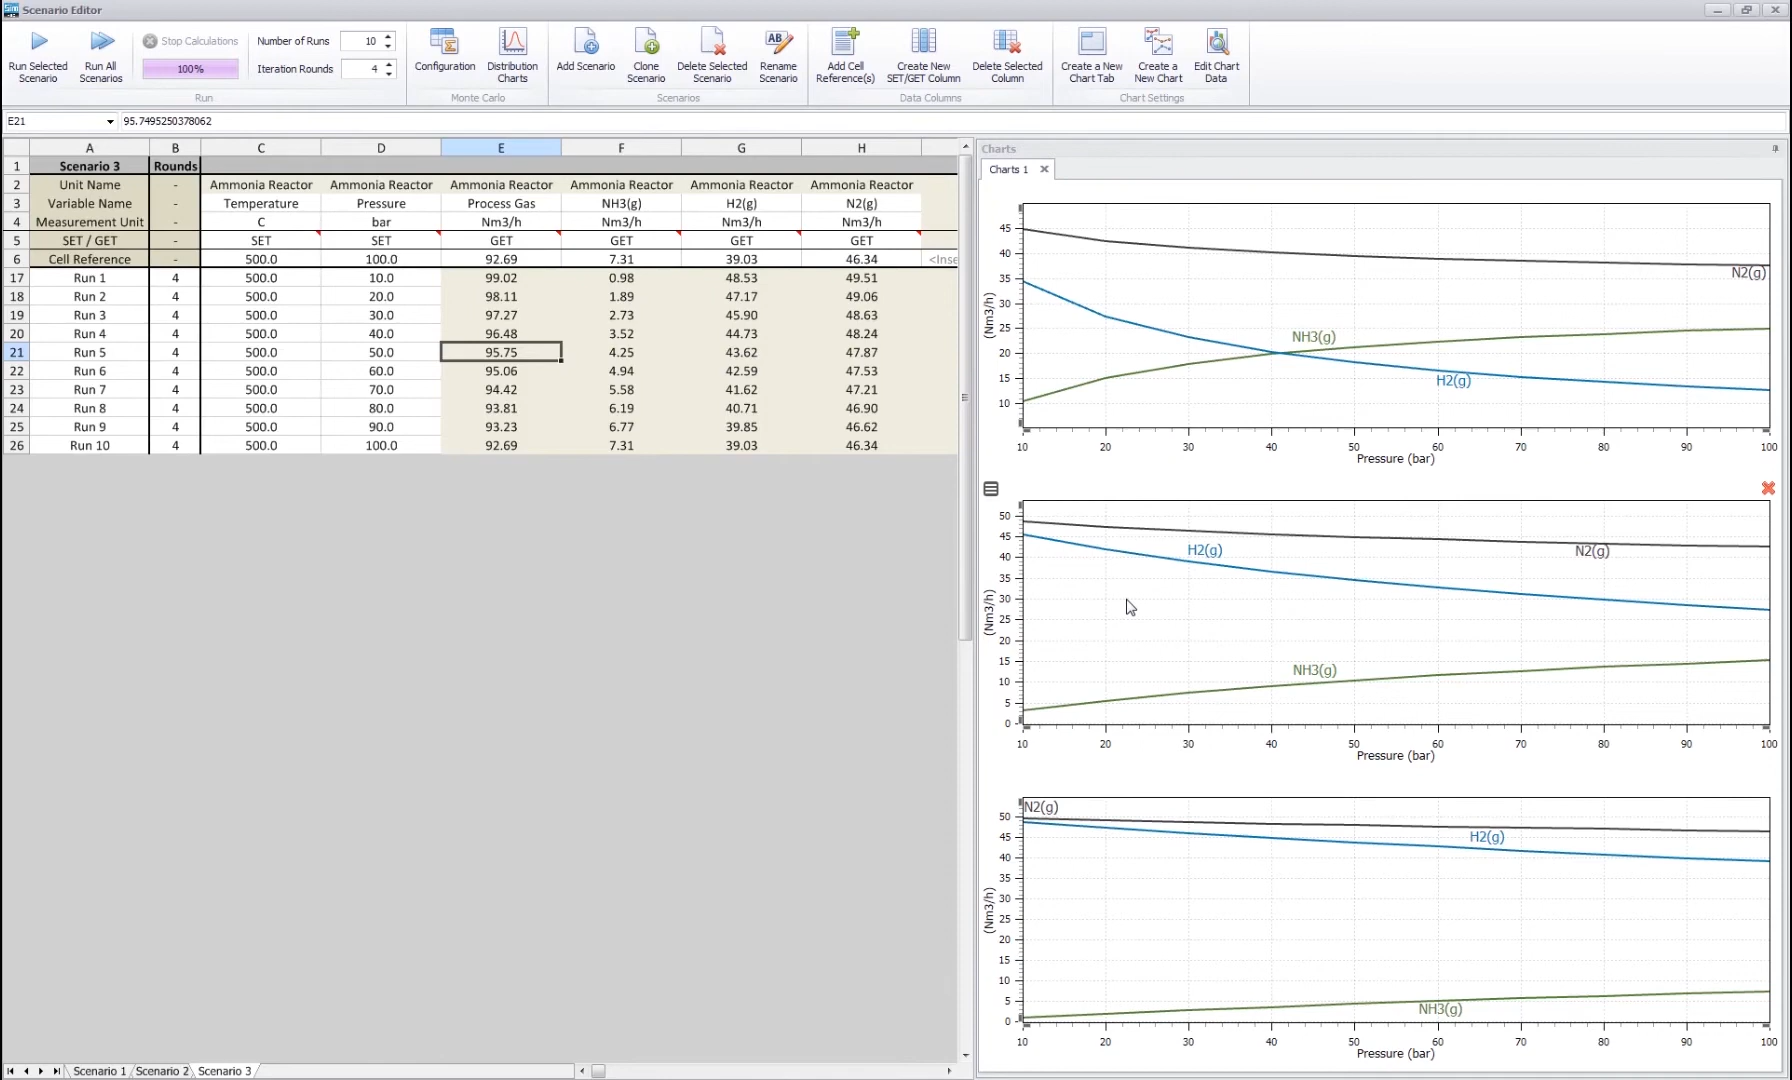 Scenario Editor
Run Selected Scenario
Run All Scenarios
Stop Calculations
100%
Number of Runs 10
Iteration Rounds 4
Run
Configuration
Distribution Charts
Monte Carlo
Add Scenario
Clone Scenario
Delete Selected Scenario
Rename Scenario
Scenarios
Add Cell Reference(s)
Create New SET/GET Column
Delete Selected Column
Data Columns
Create a New Chart Tab
Create a New Chart
Edit Chart Data
Chart Settings
E21 95.7495250378062
A B C D E F G H
1 Scenario 3 Rounds
2 Unit Name - Ammonia Reactor Ammonia Reactor Ammonia Reactor Ammonia Reactor Ammonia Reactor Ammonia Reactor
3 Variable Name - Temperature Pressure Process Gas NH3(g) H2(g) N2(g)
4 Measurement Unit - C bar Nm3/h Nm3/h Nm3/h Nm3/h
5 SET / GET - SET SET GET GET GET GET
6 Cell Reference - 500.0 100.0 92.69 7.31 39.03 46.34 <Inse
17 Run 1 4 500.0 10.0 99.02 0.98 48.53 49.51
18 Run 2 4 500.0 20.0 98.11 1.89 47.17 49.06
19 Run 3 4 500.0 30.0 97.27 2.73 45.90 48.63
20 Run 4 4 500.0 40.0 96.48 3.52 44.73 48.24
21 Run 5 4 500.0 50.0 95.75 4.25 43.62 47.87
22 Run 6 4 500.0 60.0 95.06 4.94 42.59 47.53
23 Run 7 4 500.0 70.0 94.42 5.58 41.62 47.21
24 Run 8 4 500.0 80.0 93.81 6.19 40.71 46.90
25 Run 9 4 500.0 90.0 93.23 6.77 39.85 46.62
26 Run 10 4 500.0 100.0 92.69 7.31 39.03 46.34
Scenario 1 Scenario 2 Scenario 3
Charts
Charts 1
45
40
35
30
25
20
15
10
(Nm3/h)
N2(g)
NH3(g)
H2(g)
10 20 30 40 50 60 70 80 90 100
Pressure (bar)
50
45
40
35
30
25
20
15
10
5
0
(Nm3/h)
H2(g)
N2(g)
NH3(g)
10 20 30 40 50 60 70 80 90 100
Pressure (bar)
50
45
40
35
30
25
20
15
10
5
0
(Nm3/h)
N2(g)
H2(g)
NH3(g)
10 20 30 40 50 60 70 80 90 100
Pressure (bar)